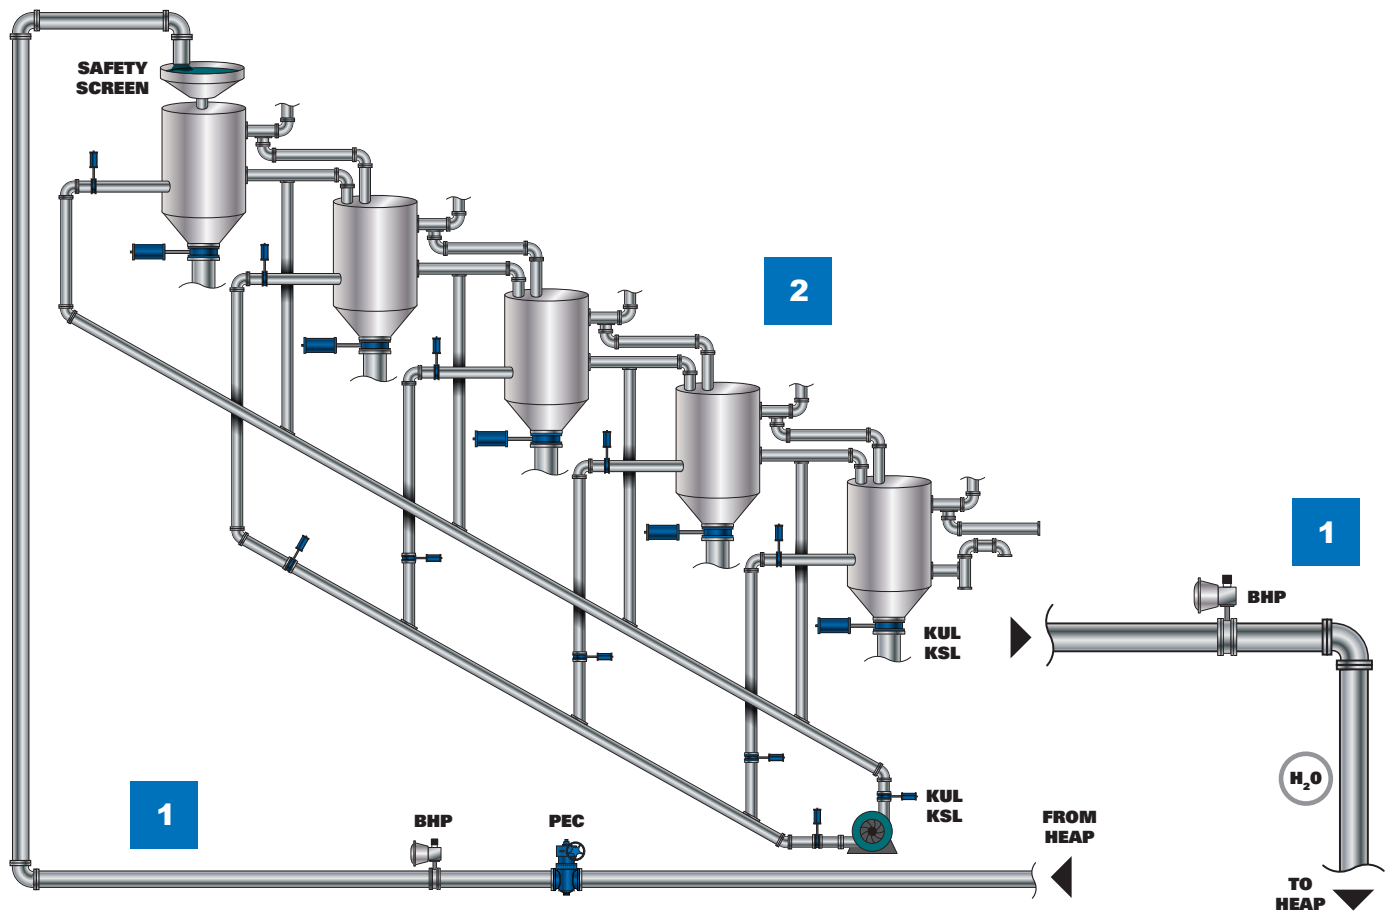 SAFETY
SCREEN
2
1
BHP
KUL
KSL
H₂O
1
BHP
PEC
KUL
KSL
FROM
HEAP
TO
HEAP